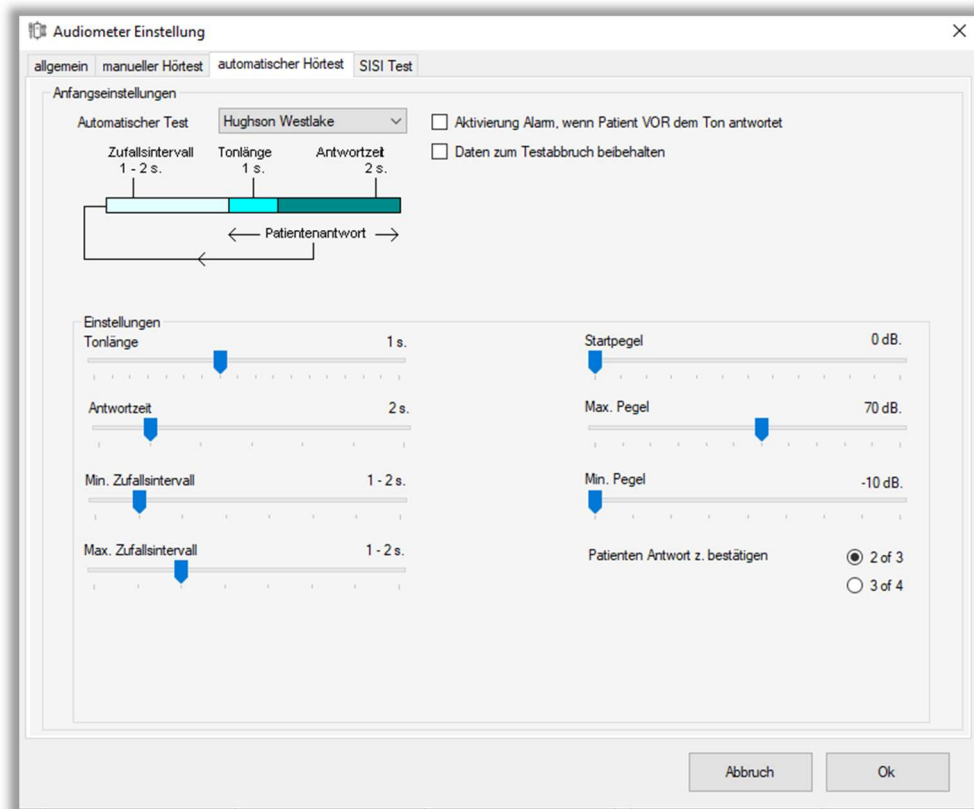 Audiometer Einstellung
allgemein manueller Hörtest automatischer Hörtest SISI Test
Anfangseinstellungen
Automatischer Test Hughson Westlake
Aktivierung Alarm, wenn Patient VOR dem Ton antwortet
Daten zum Testabbruch beibehalten
Zufallsintervall Tonlänge Antwortzeit
1 - 2 s. 1 s. 2 s.
Patientenantwort
Einstellungen
Tonlänge 1 s.
Antwortzeit 2 s.
Min. Zufallsintervall 1 - 2 s.
Max. Zufallsintervall 1 - 2 s.
Startpegel 0 dB.
Max. Pegel 70 dB.
Min. Pegel -10 dB.
Patienten Antwort z. bestätigen 2 of 3
3 of 4
Abbruch Ok